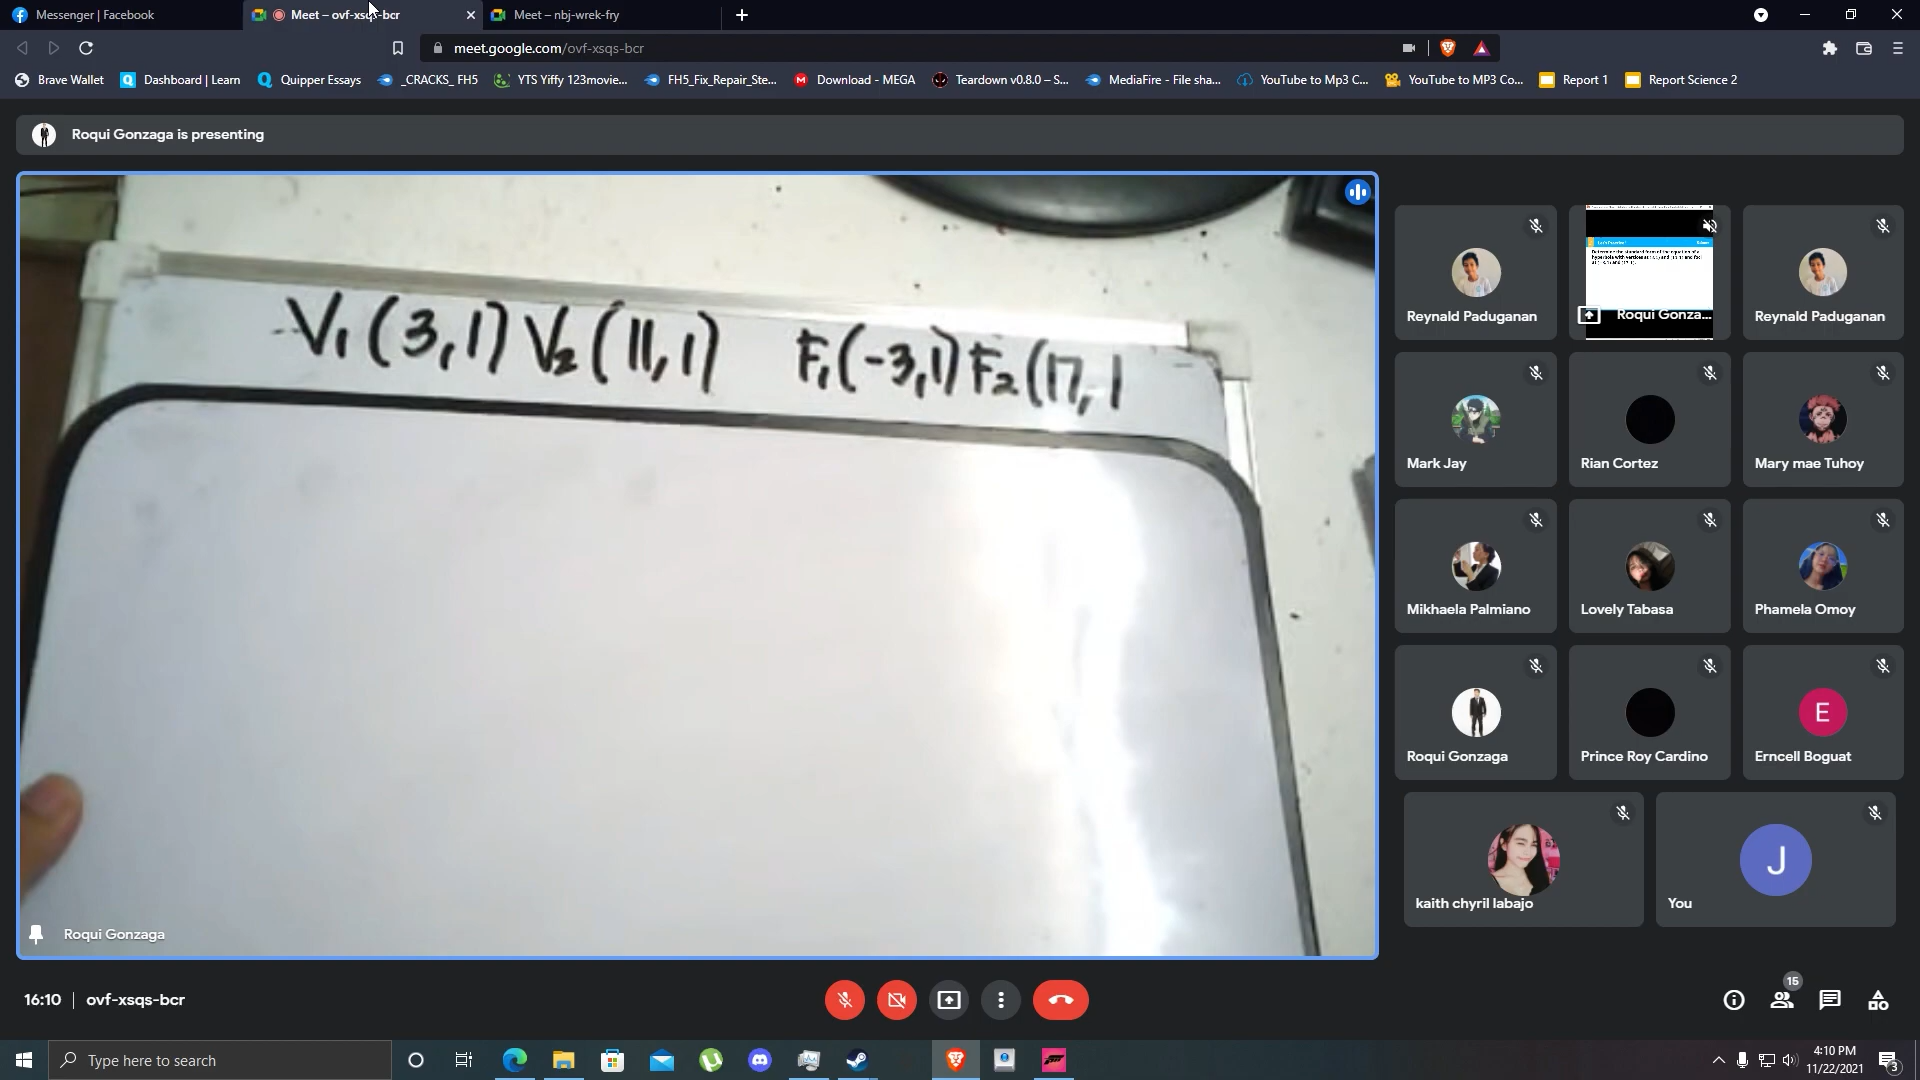 Messenger | Facebook
Meet – ovf-xsqs-bcr
Meet – nbj-wrek-fry
meet.google.com/ovf-xsqs-bcr
Brave Wallet
Dashboard | Learn
Quipper Essays
_CRACKS_ FH5
YTS Yiffy 123movie...
FH5_Fix_Repair_Ste...
Download - MEGA
Teardown v0.8.0 – S...
MediaFire - File sha...
YouTube to Mp3 C...
YouTube to MP3 Co...
Report 1
Report Science 2
Roqui Gonzaga is presenting
V₁(3,1) V₂(11,1) F₁(-3,1) F₂(17,1
Roqui Gonzaga
Reynald Paduganan
Roqui Gonza...
Reynald Paduganan
Mark Jay
Rian Cortez
Mary mae Tuhoy
Mikhaela Palmiano
Lovely Tabasa
Phamela Omoy
Roqui Gonzaga
Prince Roy Cardino
E
Erncell Boguat
kaith chyril labajo
J
You
16:10 | ovf-xsqs-bcr
15
Type here to search
4:10 PM
11/22/2021
3